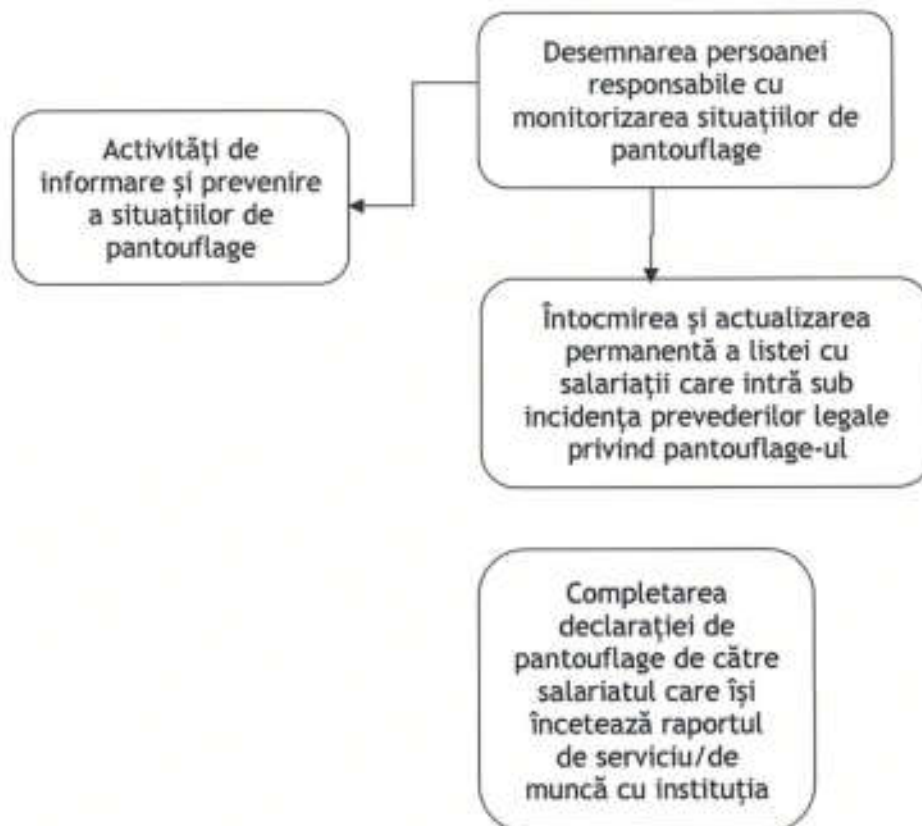 Desemnarea persoanei
responsabile cu
monitorizarea situațiilor de
pantouflage
Activități de
informare și prevenire
a situațiilor de
pantouflage
Întocmirea și actualizarea
permanentă a listei cu
salariații care intră sub
incidența prevederilor legale
privind pantouflage-ul
Completarea
declarației de
pantouflage de către
salariatul care își
încetează raportul
de serviciu/de
muncă cu instituția